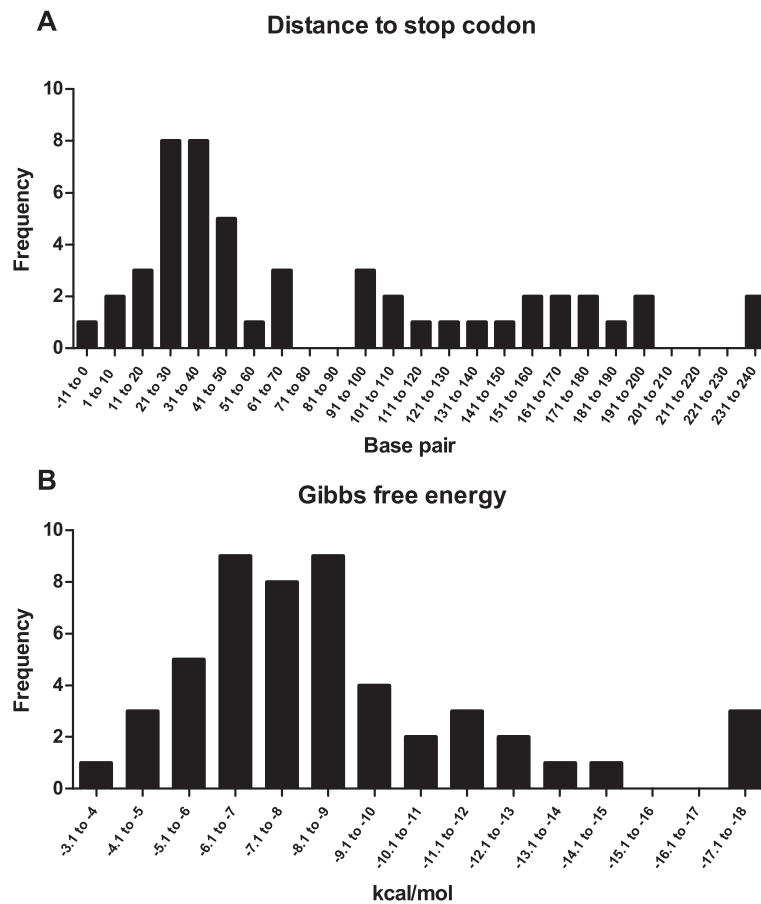 A
Distance to stop codon
10
8
6
4
2
0
Frequency
-11 to 0
1 to 10
11 to 20
21 to 30
31 to 40
41 to 50
51 to 60
61 to 70
71 to 80
81 to 90
91 to 100
101 to 110
111 to 120
121 to 130
131 to 140
141 to 150
151 to 160
161 to 170
171 to 180
181 to 190
191 to 200
201 to 210
211 to 220
221 to 230
231 to 240
Base pair
B
Gibbs free energy
10
8
6
4
2
0
Frequency
-3.1 to -4
-4.1 to -5
-5.1 to -6
-6.1 to -7
-7.1 to -8
-8.1 to -9
-9.1 to -10
-10.1 to -11
-11.1 to -12
-12.1 to -13
-13.1 to -14
-14.1 to -15
-15.1 to -16
-16.1 to -17
-17.1 to -18
kcal/mol